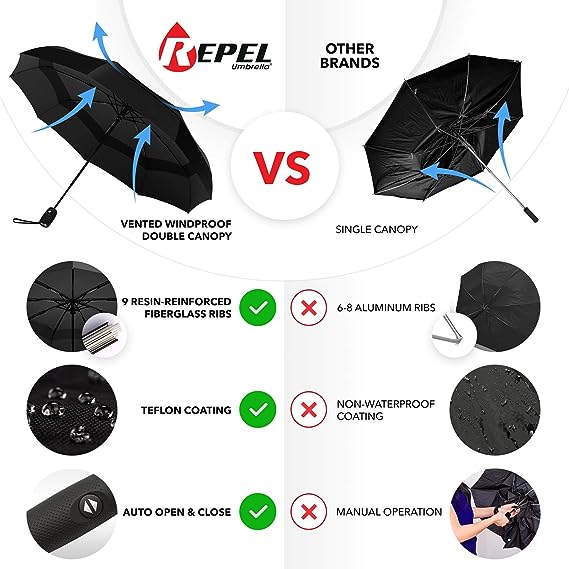 REPEL
Umbrella®
OTHER
BRANDS
VS
VENTED WINDPROOF
DOUBLE CANOPY
SINGLE CANOPY
9 RESIN-REINFORCED
FIBERGLASS RIBS
6-8 ALUMINUM RIBS
TEFLON COATING
NON-WATERPROOF
COATING
AUTO OPEN & CLOSE
MANUAL OPERATION